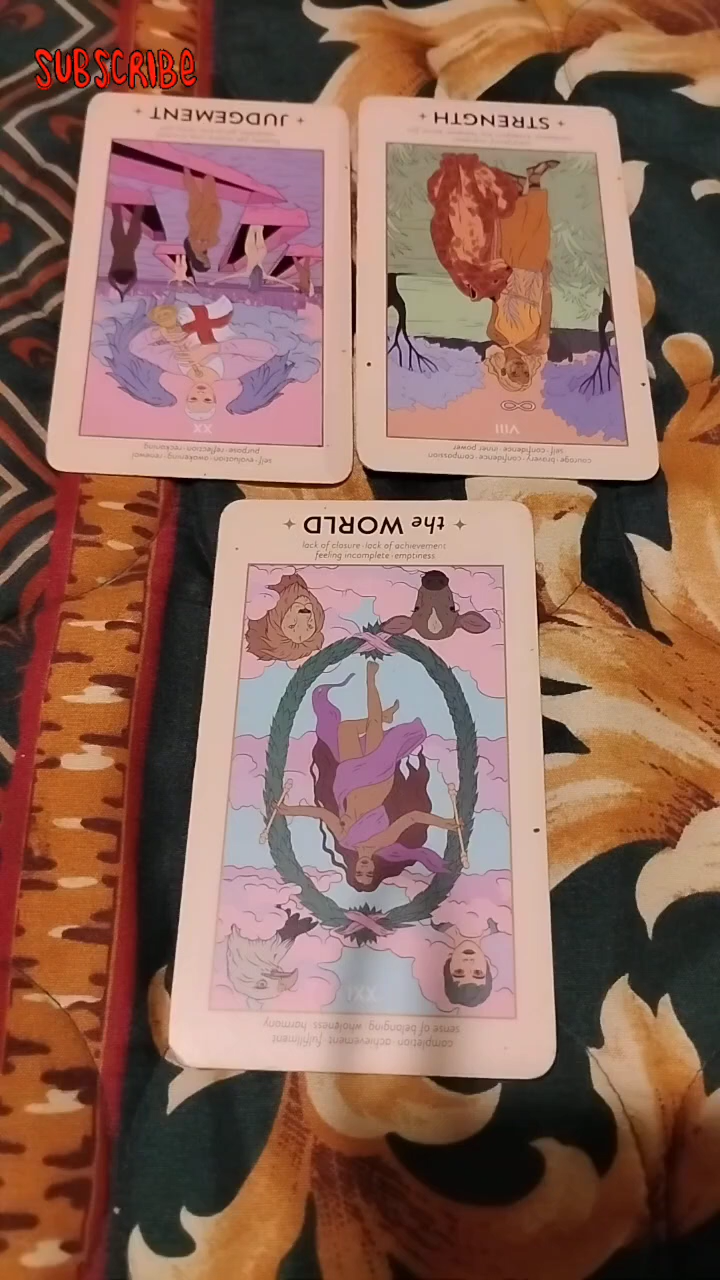 SUBSCRIBE
JUDGEMENT
XX
self-evaluation · awakening · renewal
purpose · reflection · reckoning
STRENGTH
VIII
courage · bravery · confidence · compassion
self-confidence · inner power
the WORLD
lack of closure · lack of achievement
feeling incomplete · emptiness
XXI
completion · achievement · fulfillment
sense of belonging · wholeness · harmony